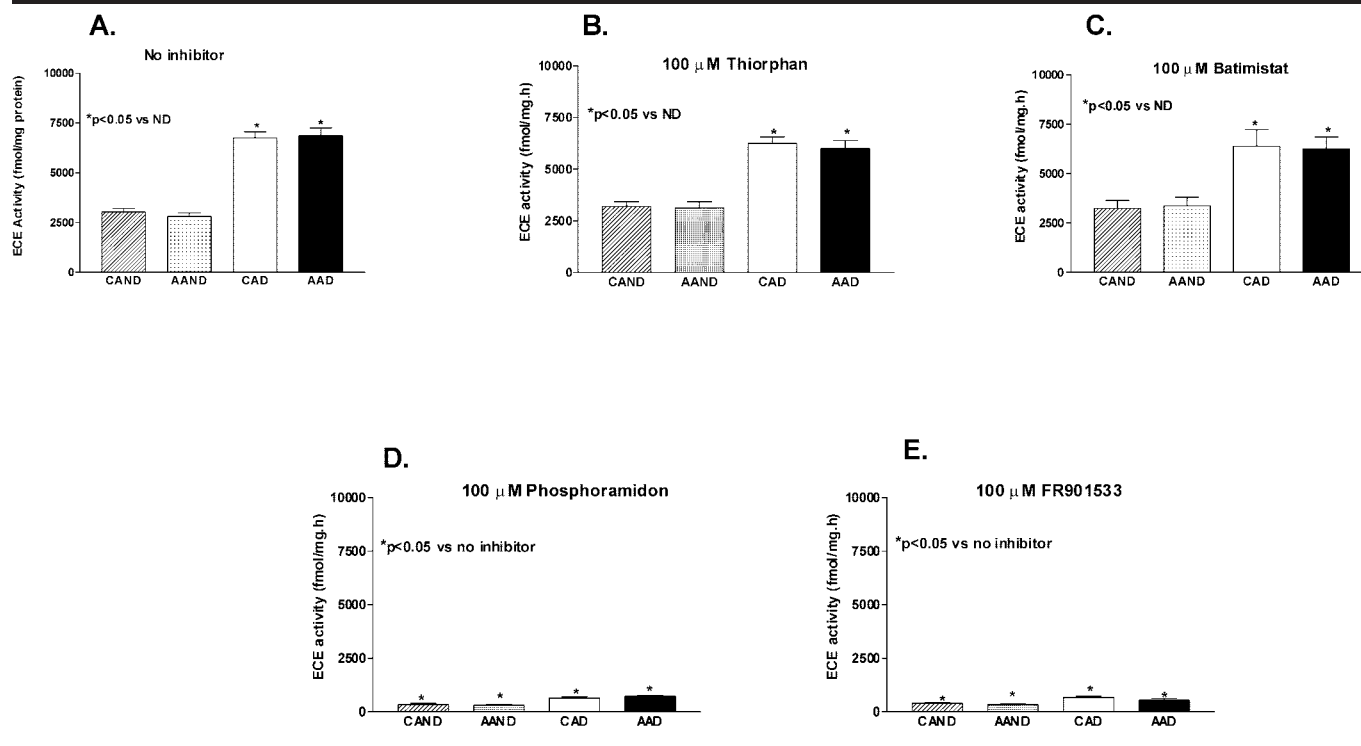 A.
No inhibitor
ECE Activity (fmol/mg protein)
10000
7500
5000
2500
0
*p<0.05 vs ND
*
*
CAND AAND CAD AAD
B.
100 μM Thiorphan
ECE activity (fmol/mg.h)
10000
7500
5000
2500
0
*p<0.05 vs ND
*
*
CAND AAND CAD AAD
C.
100 μM Batimistat
ECE activity (fmol/mg.h)
10000
7500
5000
2500
0
*p<0.05 vs ND
*
*
CAND AAND CAD AAD
D.
100 μM Phosphoramidon
ECE activity (fmol/mg.h)
10000
7500
5000
2500
0
*p<0.05 vs no inhibitor
*
*
*
*
CAND AAND CAD AAD
E.
100 μM FR901533
ECE activity (fmol/mg.h)
10000
7500
5000
2500
0
*p<0.05 vs no inhibitor
*
*
*
*
CAND AAND CAD AAD